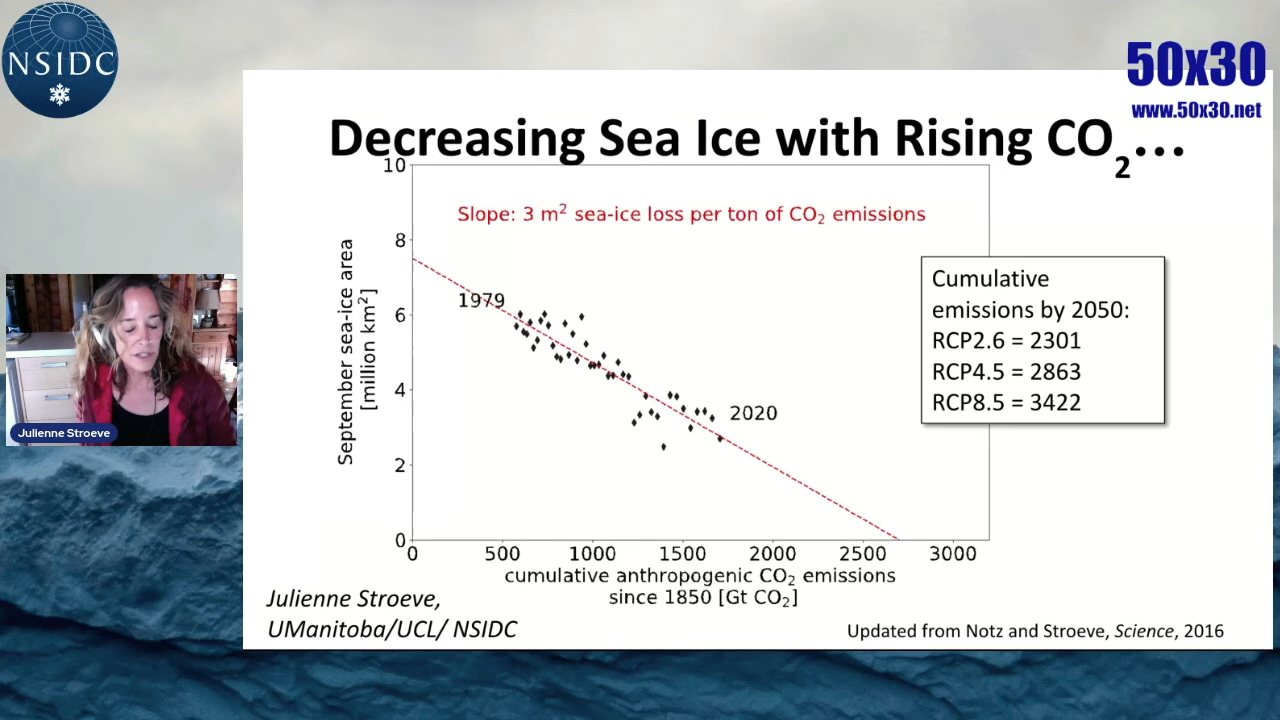 NSIDC
50x30
www.50x30.net
Decreasing Sea Ice with Rising CO2...
Slope: 3 m² sea-ice loss per ton of CO₂ emissions
10
8
6
4
2
0
September sea-ice area
[million km²]
1979
2020
0 500 1000 1500 2000 2500 3000
cumulative anthropogenic CO₂ emissions
since 1850 [Gt CO₂]
Cumulative
emissions by 2050:
RCP2.6 = 2301
RCP4.5 = 2863
RCP8.5 = 3422
Julienne Stroeve
Julienne Stroeve,
UManitoba/UCL/ NSIDC
Updated from Notz and Stroeve, Science, 2016